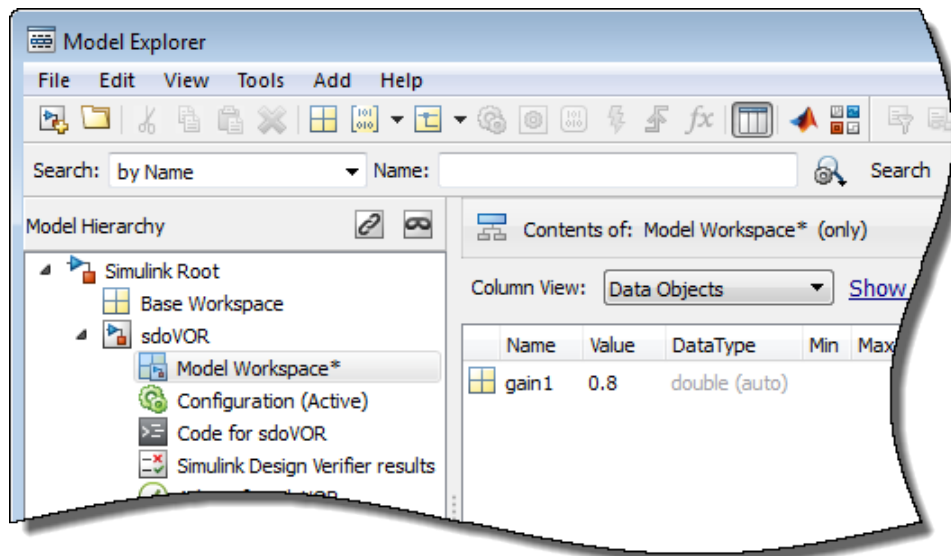 Model Explorer
File Edit View Tools Add Help
fx
Search: by Name Name: Search
Model Hierarchy
Contents of: Model Workspace* (only)
Simulink Root
Column View: Data Objects Show
Base Workspace
sdoVOR
Name Value DataType Min Max
Model Workspace*
gain1 0.8 double (auto)
Configuration (Active)
Code for sdoVOR
Simulink Design Verifier results